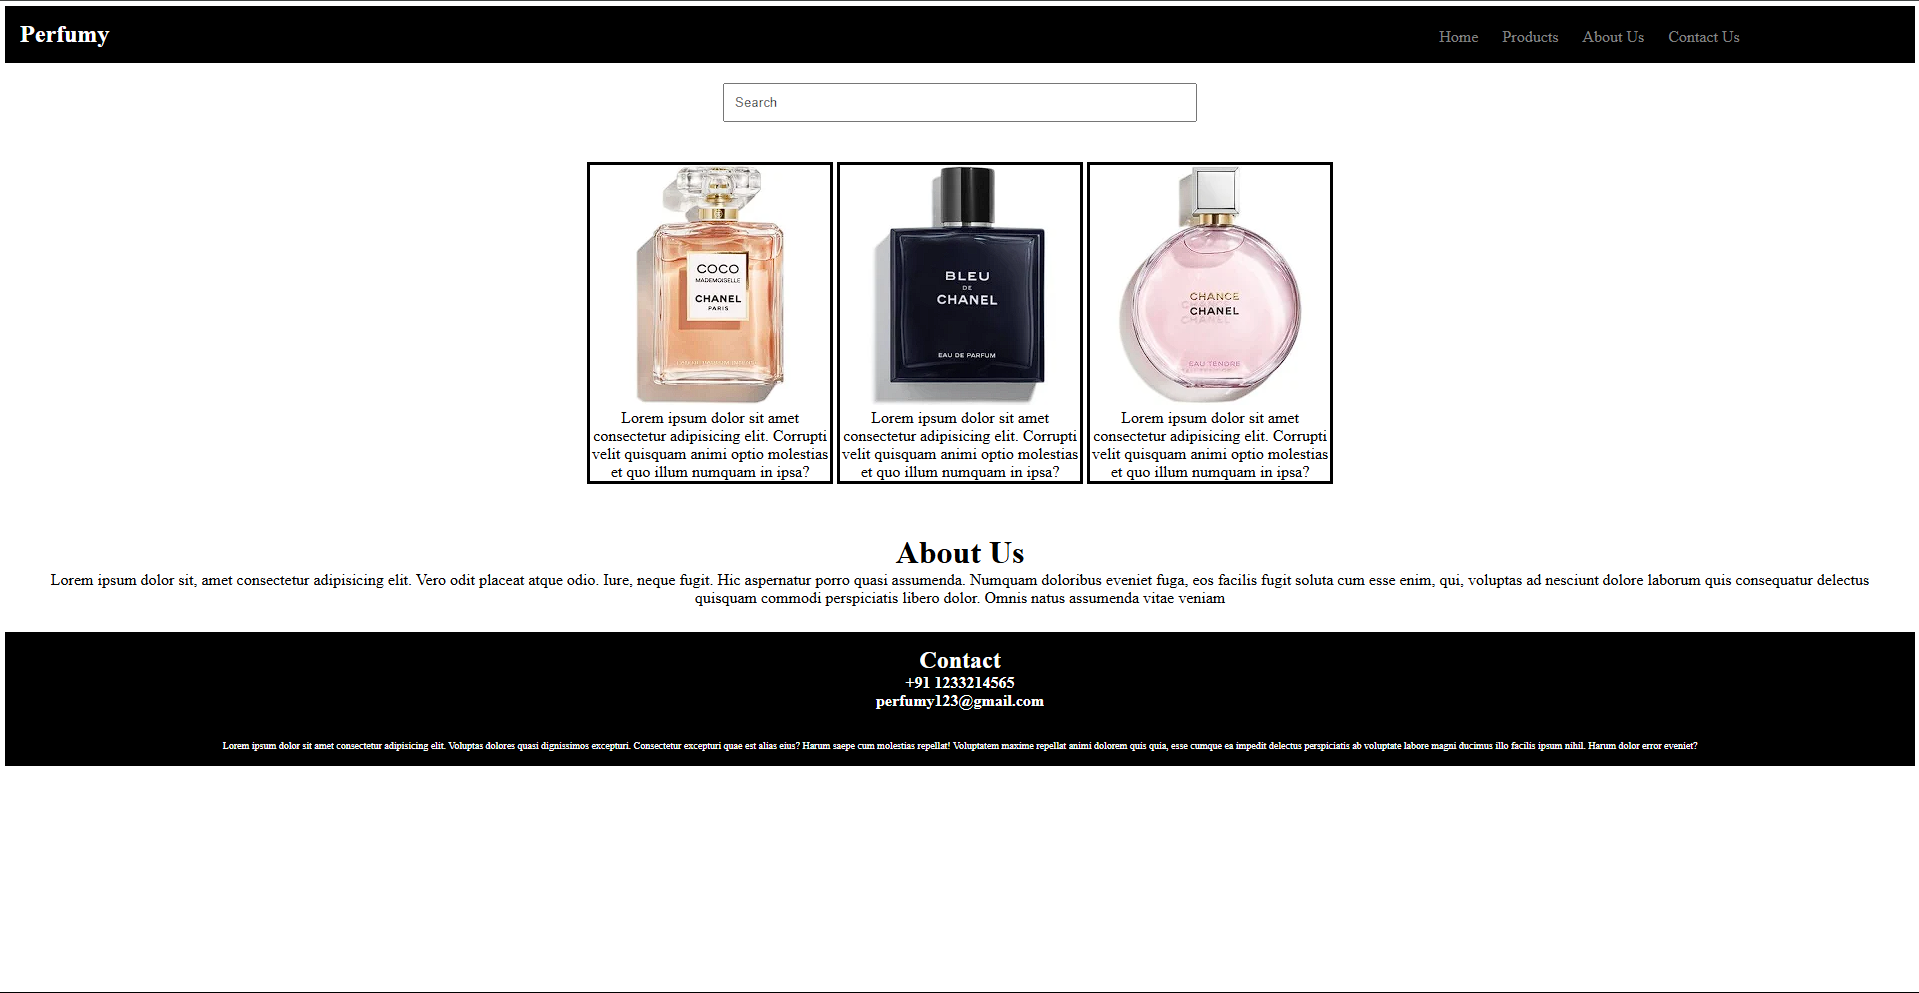 Perfumy
Home Products About Us Contact Us
Search
COCO
MADEMOISELLE
CHANEL
PARIS
BLEU
DE
CHANEL
EAU DE PARFUM
CHANCE
CHANEL
EAU TENDRE
Lorem ipsum dolor sit amet
consectetur adipisicing elit. Corrupti
velit quisquam animi optio molestias
et quo illum numquam in ipsa?
Lorem ipsum dolor sit amet
consectetur adipisicing elit. Corrupti
velit quisquam animi optio molestias
et quo illum numquam in ipsa?
Lorem ipsum dolor sit amet
consectetur adipisicing elit. Corrupti
velit quisquam animi optio molestias
et quo illum numquam in ipsa?
About Us
Lorem ipsum dolor sit, amet consectetur adipisicing elit. Vero odit placeat atque odio. Iure, neque fugit. Hic aspernatur porro quasi assumenda. Numquam doloribus eveniet fuga, eos facilis fugit soluta cum esse enim, qui, voluptas ad nesciunt dolore laborum quis consequatur delectus
quisquam commodi perspiciatis libero dolor. Omnis natus assumenda vitae veniam
Contact
+91 1233214565
perfumy123@gmail.com
Lorem ipsum dolor sit amet consectetur adipisicing elit. Voluptas dolores quasi dignissimos excepturi. Consectetur excepturi quae est alias eius? Harum saepe cum molestias repellat! Voluptatem maxime repellat animi dolorem quis quia, esse cumque ea impedit delectus perspiciatis ab voluptate labore magni ducimus illo facilis ipsum nihil. Harum dolor error eveniet?